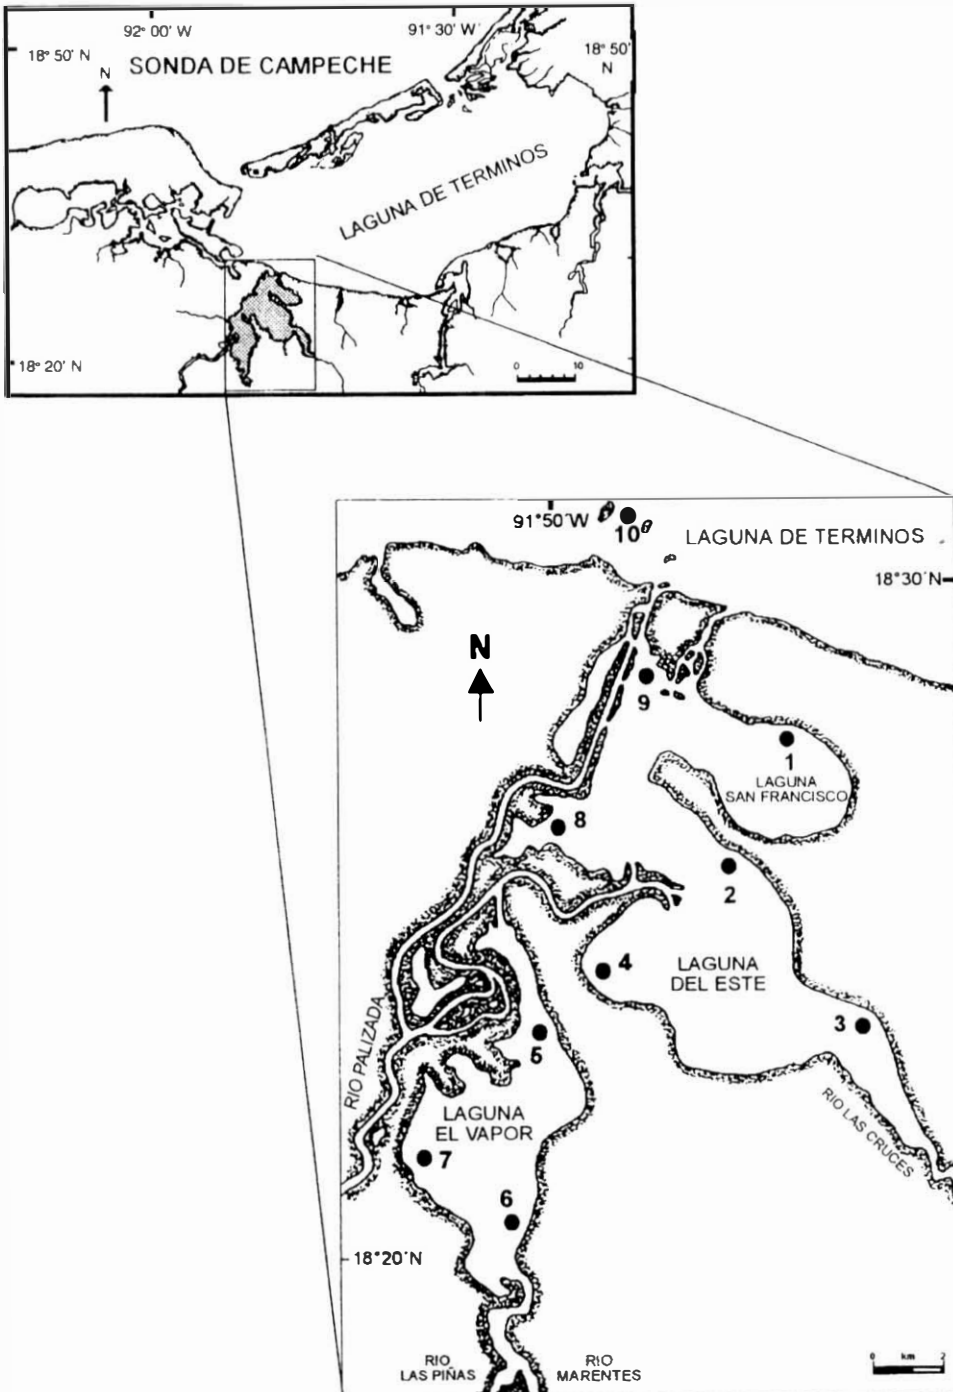 92° 00' W
91° 30' W
18° 50' N
18° 50'
N
N
SONDA DE CAMPECHE
LAGUNA DE TERMINOS
18° 20' N
0 10
91°50'W
10
LAGUNA DE TERMINOS
18°30'N
N
9
1
LAGUNA
SAN FRANCISCO
8
2
4
LAGUNA
DEL ESTE
3
RIO PALIZADA
5
LAGUNA
EL VAPOR
RIO LAS CRUCES
7
6
18°20'N
RIO
LAS PIÑAS
RIO
MARENTES
0 km 2